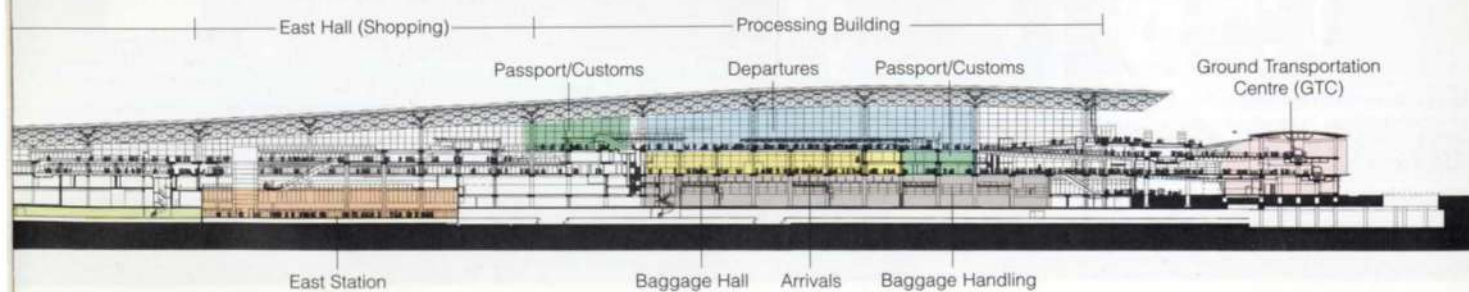 East Hall (Shopping)
Processing Building
Passport/Customs
Departures
Passport/Customs
Ground Transportation
Centre (GTC)
East Station
Baggage Hall
Arrivals
Baggage Handling